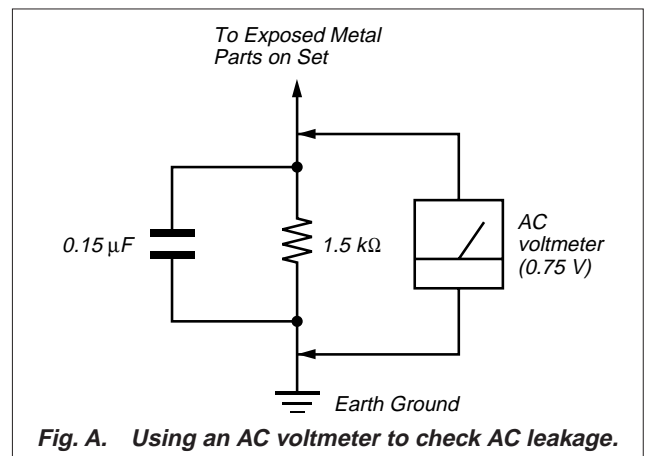 To Exposed Metal
Parts on Set
0.15 µF
1.5 kΩ
AC
voltmeter
(0.75 V)
Earth Ground
Fig. A. Using an AC voltmeter to check AC leakage.